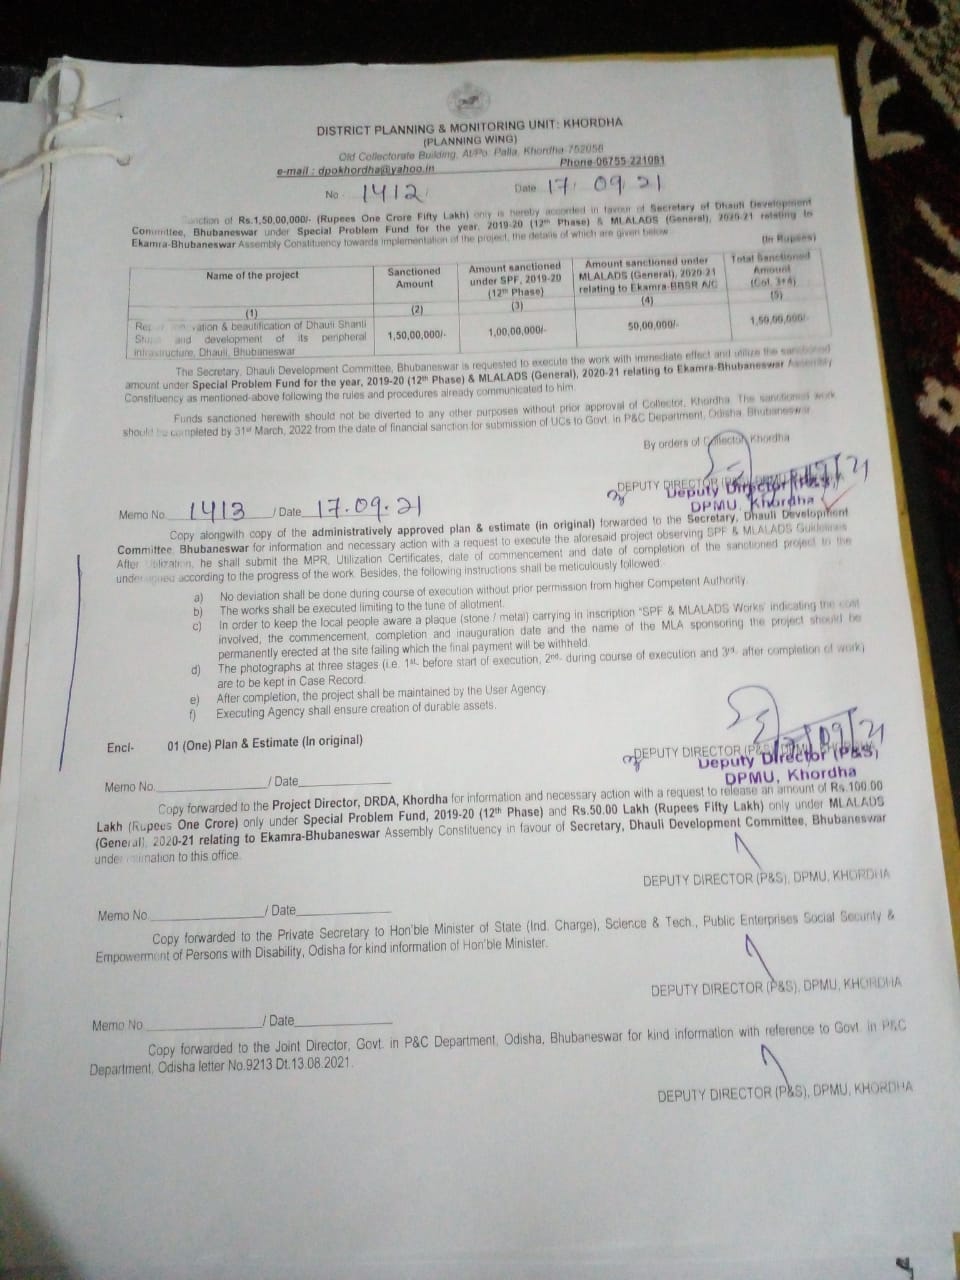 DISTRICT PLANNING & MONITORING UNIT: KHORDHA
(PLANNING WING)
Old Collectorate Building, At/Po. Palla, Khordha-752056
e-mail : dpokhordha@yahoo.in Phone-06755-221081
No - 1412 Date 17. 09. 21
Sanction of Rs.1,50,00,000/- (Rupees One Crore Fifty Lakh) only is hereby accorded in favour of Secretary of Dhauli Development
Committee, Bhubaneswar under Special Problem Fund for the year, 2019-20 (12th Phase) & MLALADS (General), 2020-21 relating to
Ekamra-Bhubaneswar Assembly Constituency towards implementation of the project, the details of which are given below
(In Rupees)
Name of the project
Sanctioned
Amount
Amount sanctioned
under SPF, 2019-20
(12th Phase)
Amount sanctioned under
MLALADS (General), 2020-21
relating to Ekamra-BBSR A/C
Total Sanctioned
Amount
(Col. 3+4)
(1) (2) (3) (4) (5)
vation & beautification of Dhauli Shanti
and development of its peripheral
infrastructure, Dhauli, Bhubaneswar
1,50,00,000/- 1,00,00,000/- 50,00,000/- 1,50,00,000/-
The Secretary, Dhauli Development Committee, Bhubaneswar is requested to execute the work with immediate effect and utilize the sanctioned
amount under Special Problem Fund for the year, 2019-20 (12th Phase) & MLALADS (General), 2020-21 relating to Ekamra-Bhubaneswar Assembly
Constituency as mentioned above following the rules and procedures already communicated to him.
Funds sanctioned herewith should not be diverted to any other purposes without prior approval of Collector, Khordha. The sanctioned work
should be completed by 31st March, 2022 from the date of financial sanction for submission of UCs to Govt. in P&C Department, Odisha, Bhubaneswar
By orders of Collector, Khordha
DEPUTY DIRECTOR
Deputy Director (P&S)
DPMU, Khordha
Memo No. 1413 / Date 17.09.21
Copy alongwith copy of the administratively approved plan & estimate (in original) forwarded to the Secretary, Dhauli Development
Committee, Bhubaneswar for information and necessary action with a request to execute the aforesaid project observing SPF & MLALADS Guidelines
After utilization, he shall submit the MPR, Utilization Certificates, date of commencement and date of completion of the sanctioned project to the
undersigned according to the progress of the work. Besides, the following instructions shall be meticulously followed.
a) No deviation shall be done during course of execution without prior permission from higher Competent Authority
b) The works shall be executed limiting to the tune of allotment.
c) In order to keep the local people aware a plaque (stone / metal) carrying in inscription "SPF & MLALADS Works" indicating the cost
involved, the commencement, completion and inauguration date and the name of the MLA sponsoring the project should be
permanently erected at the site failing which the final payment will be withheld.
d) The photographs at three stages (i.e. 1st- before start of execution, 2nd- during course of execution and 3rd- after completion of work)
are to be kept in Case Record.
e) After completion, the project shall be maintained by the User Agency.
f) Executing Agency shall ensure creation of durable assets.
Encl- 01 (One) Plan & Estimate (In original)
17/09/21
DEPUTY DIRECTOR (P&S), DPMU, KHORDHA
Deputy Director (P&S)
DPMU, Khordha
Memo No. / Date
Copy forwarded to the Project Director, DRDA, Khordha for information and necessary action with a request to release an amount of Rs.100.00
Lakh (Rupees One Crore) only under Special Problem Fund, 2019-20 (12th Phase) and Rs.50.00 Lakh (Rupees Fifty Lakh) only under MLALADS
(General), 2020-21 relating to Ekamra-Bhubaneswar Assembly Constituency in favour of Secretary, Dhauli Development Committee, Bhubaneswar
under intimation to this office.
DEPUTY DIRECTOR (P&S), DPMU, KHORDHA
Memo No. / Date
Copy forwarded to the Private Secretary to Hon'ble Minister of State (Ind. Charge), Science & Tech., Public Enterprises Social Security &
Empowerment of Persons with Disability, Odisha for kind information of Hon'ble Minister.
DEPUTY DIRECTOR (P&S), DPMU, KHORDHA
Memo No. / Date
Copy forwarded to the Joint Director, Govt. in P&C Department, Odisha, Bhubaneswar for kind information with reference to Govt. in P&C
Department, Odisha letter No.9213 Dt.13.08.2021.
DEPUTY DIRECTOR (P&S), DPMU, KHORDHA